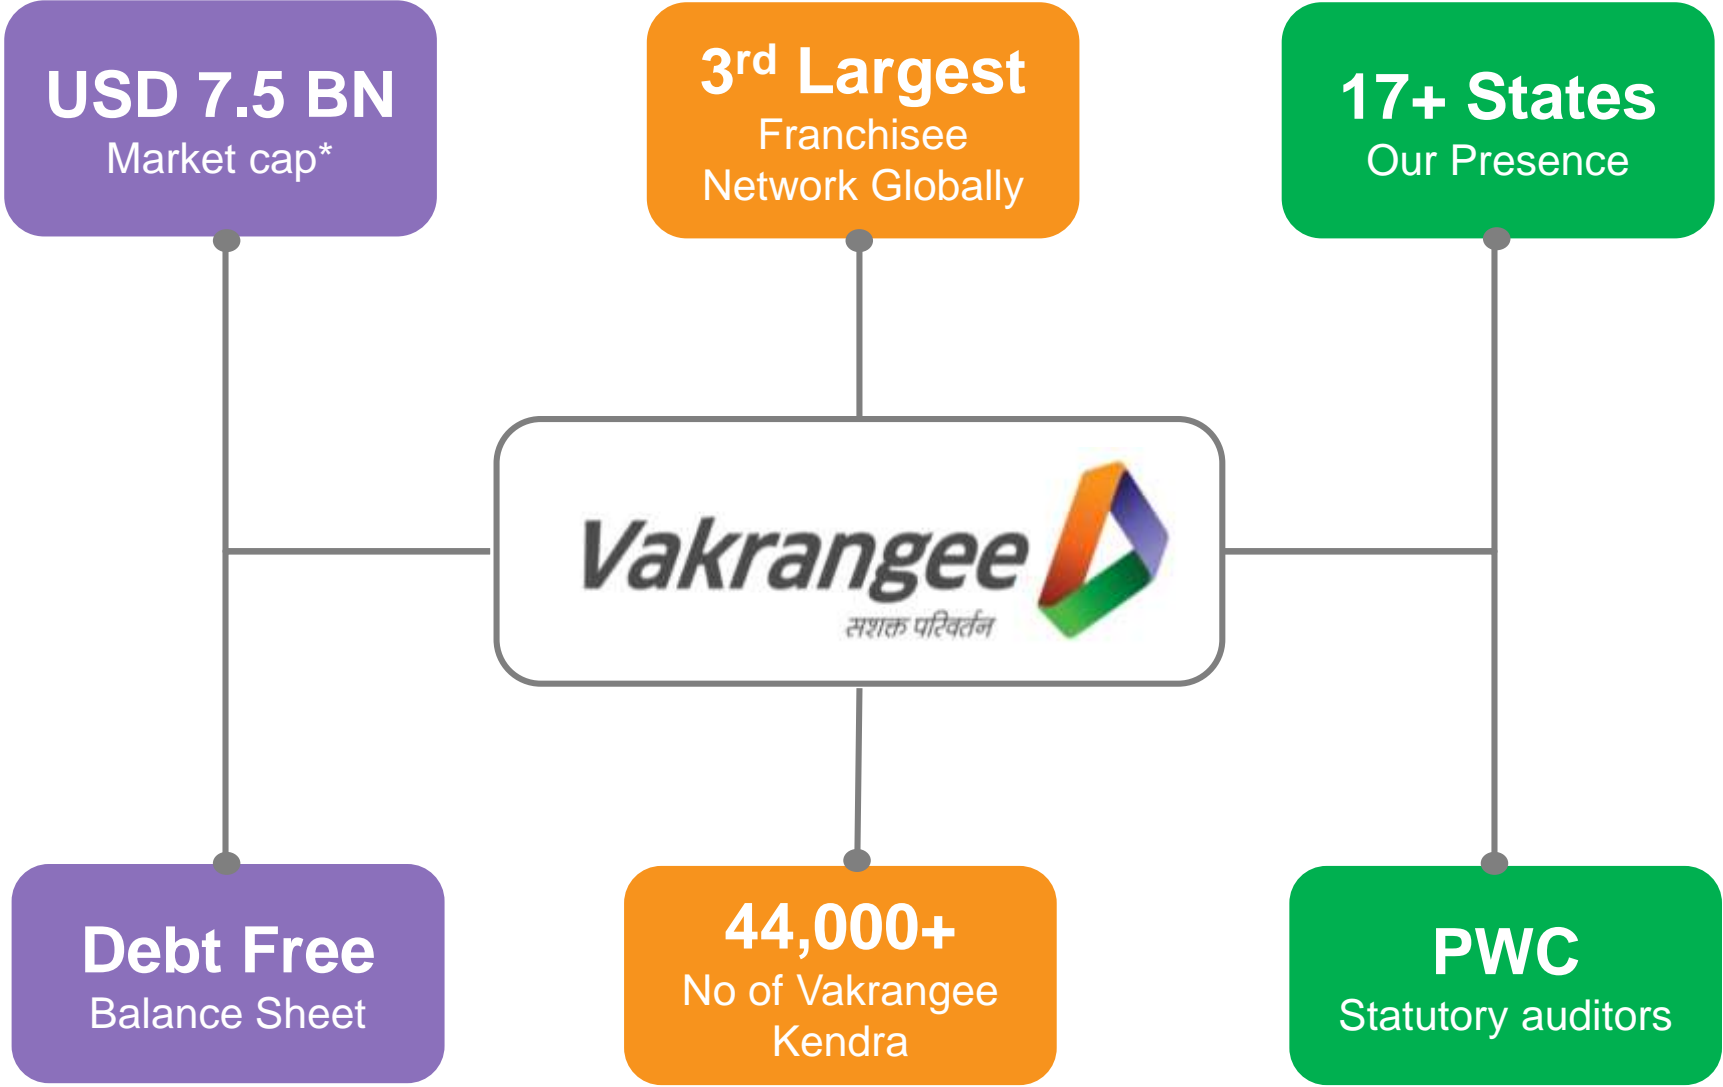 USD 7.5 BN
Market cap*
3rd Largest
Franchisee
Network Globally
17+ States
Our Presence
Vakrangee
सशक्त परिवर्तन
Debt Free
Balance Sheet
44,000+
No of Vakrangee
Kendra
PWC
Statutory auditors